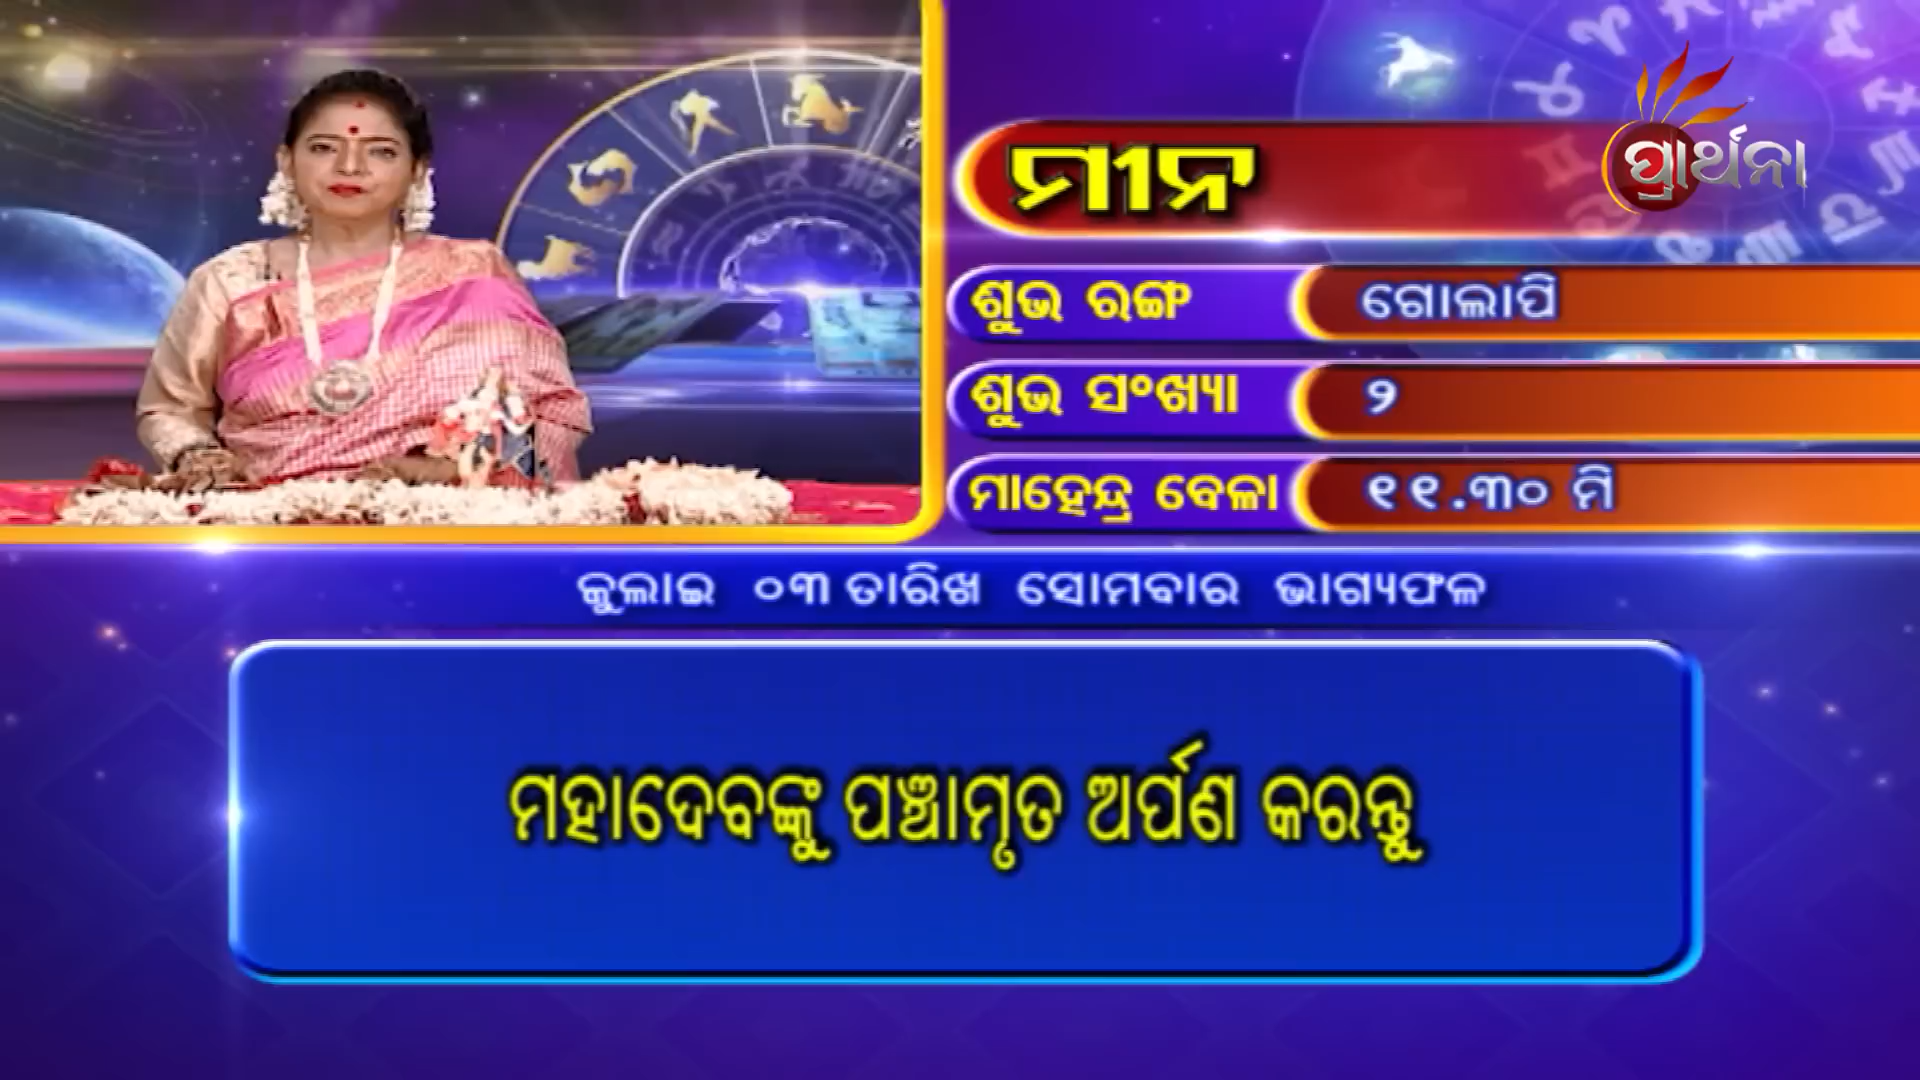 ମୀନ
ପ୍ରାର୍ଥନା
ଶୁଭ ରଙ୍ଗ ଗୋଲାପି
ଶୁଭ ସଂଖ୍ୟା ୨
ମାହେନ୍ଦ୍ର ବେଳା ୧୧.୩୦ ମି
ଜୁଲାଇ ୦୩ ତାରିଖ ସୋମବାର ଭାଗ୍ୟଫଳ
ମହାଦେବଙ୍କୁ ପଞ୍ଚାମୃତ ଅର୍ପଣ କରନ୍ତୁ